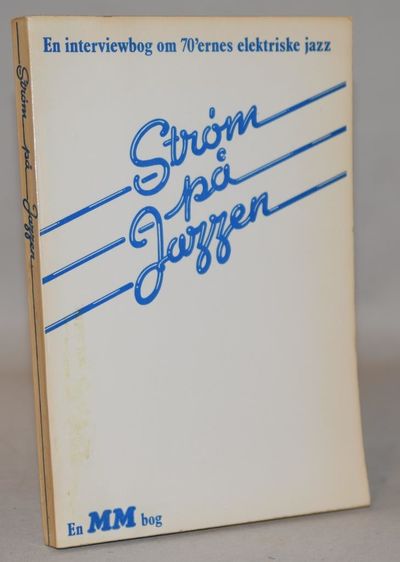 En interviewbog om 70'ernes elektriske jazz
Strøm
på
Jazzen
En MM bog
Strøm på Jazzen